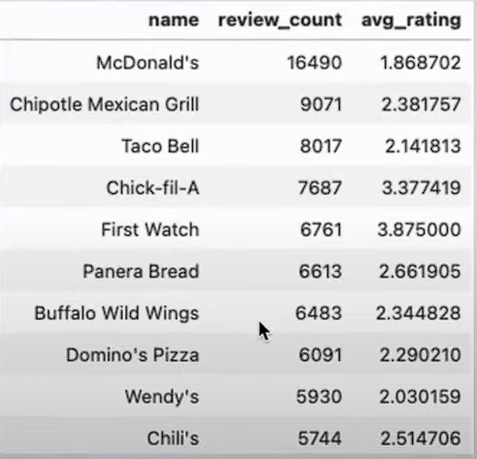 name review_count avg_rating
McDonald's 16490 1.868702
Chipotle Mexican Grill 9071 2.381757
Taco Bell 8017 2.141813
Chick-fil-A 7687 3.377419
First Watch 6761 3.875000
Panera Bread 6613 2.661905
Buffalo Wild Wings 6483 2.344828
Domino's Pizza 6091 2.290210
Wendy's 5930 2.030159
Chili's 5744 2.514706